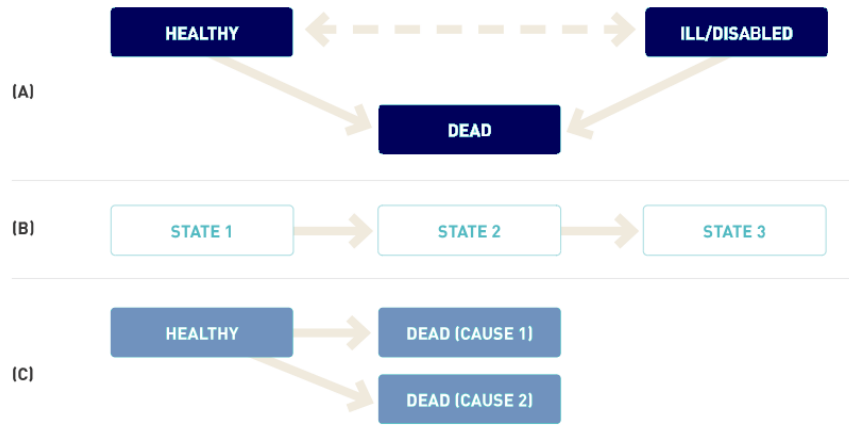 HEALTHY
ILL/DISABLED
(A)
DEAD
(B)
STATE 1
STATE 2
STATE 3
HEALTHY
DEAD (CAUSE 1)
(C)
DEAD (CAUSE 2)